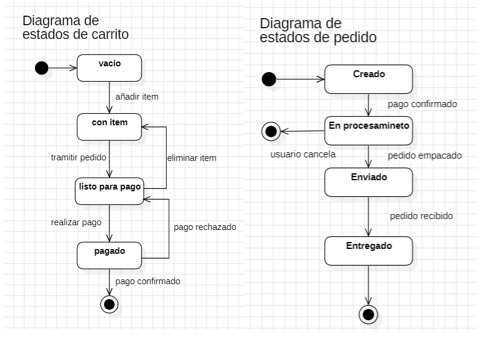 Diagrama de
estados de carrito
vacio
añadir item
con item
tramitir pedido
eliminar item
listo para pago
realizar pago
pago rechazado
pagado
pago confirmado
Diagrama de
estados de pedido
Creado
pago confirmado
En procesamineto
usuario cancela
pedido empacado
Enviado
pedido recibido
Entregado